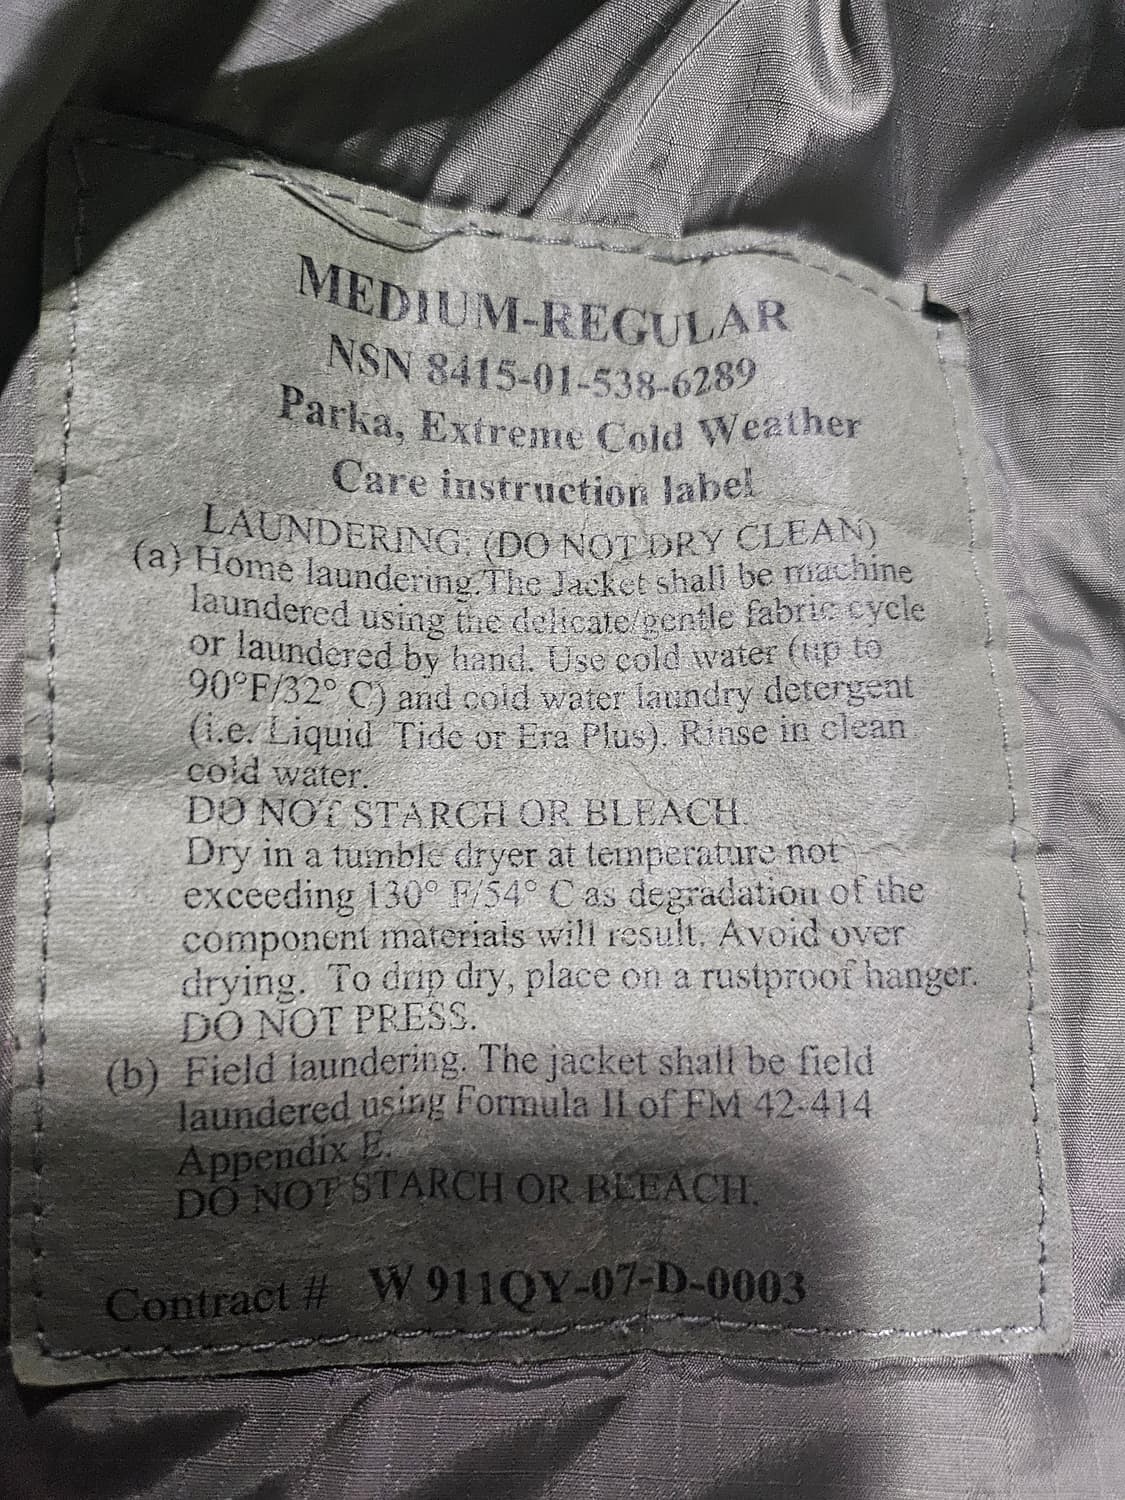 MEDIUM-REGULAR
NSN 8415-01-538-6289
Parka, Extreme Cold Weather
Care instruction label
LAUNDERING: (DO NOT DRY CLEAN)
(a) Home laundering.The Jacket shall be machine
laundered using the delicate/gentle fabric cycle
or laundered by hand. Use cold water (up to
90°F/32° C) and cold water laundry detergent
(i.e. Liquid Tide or Era Plus). Rinse in clean
cold water.
DO NOT STARCH OR BLEACH.
Dry in a tumble dryer at temperature not
exceeding 130° F/54° C as degradation of the
component materials will result. Avoid over
drying. To drip dry, place on a rustproof hanger.
DO NOT PRESS.
(b) Field laundering. The jacket shall be field
laundered using Formula II of FM 42-414
Appendix E.
DO NOT STARCH OR BLEACH.
Contract # W 911QY-07-D-0003